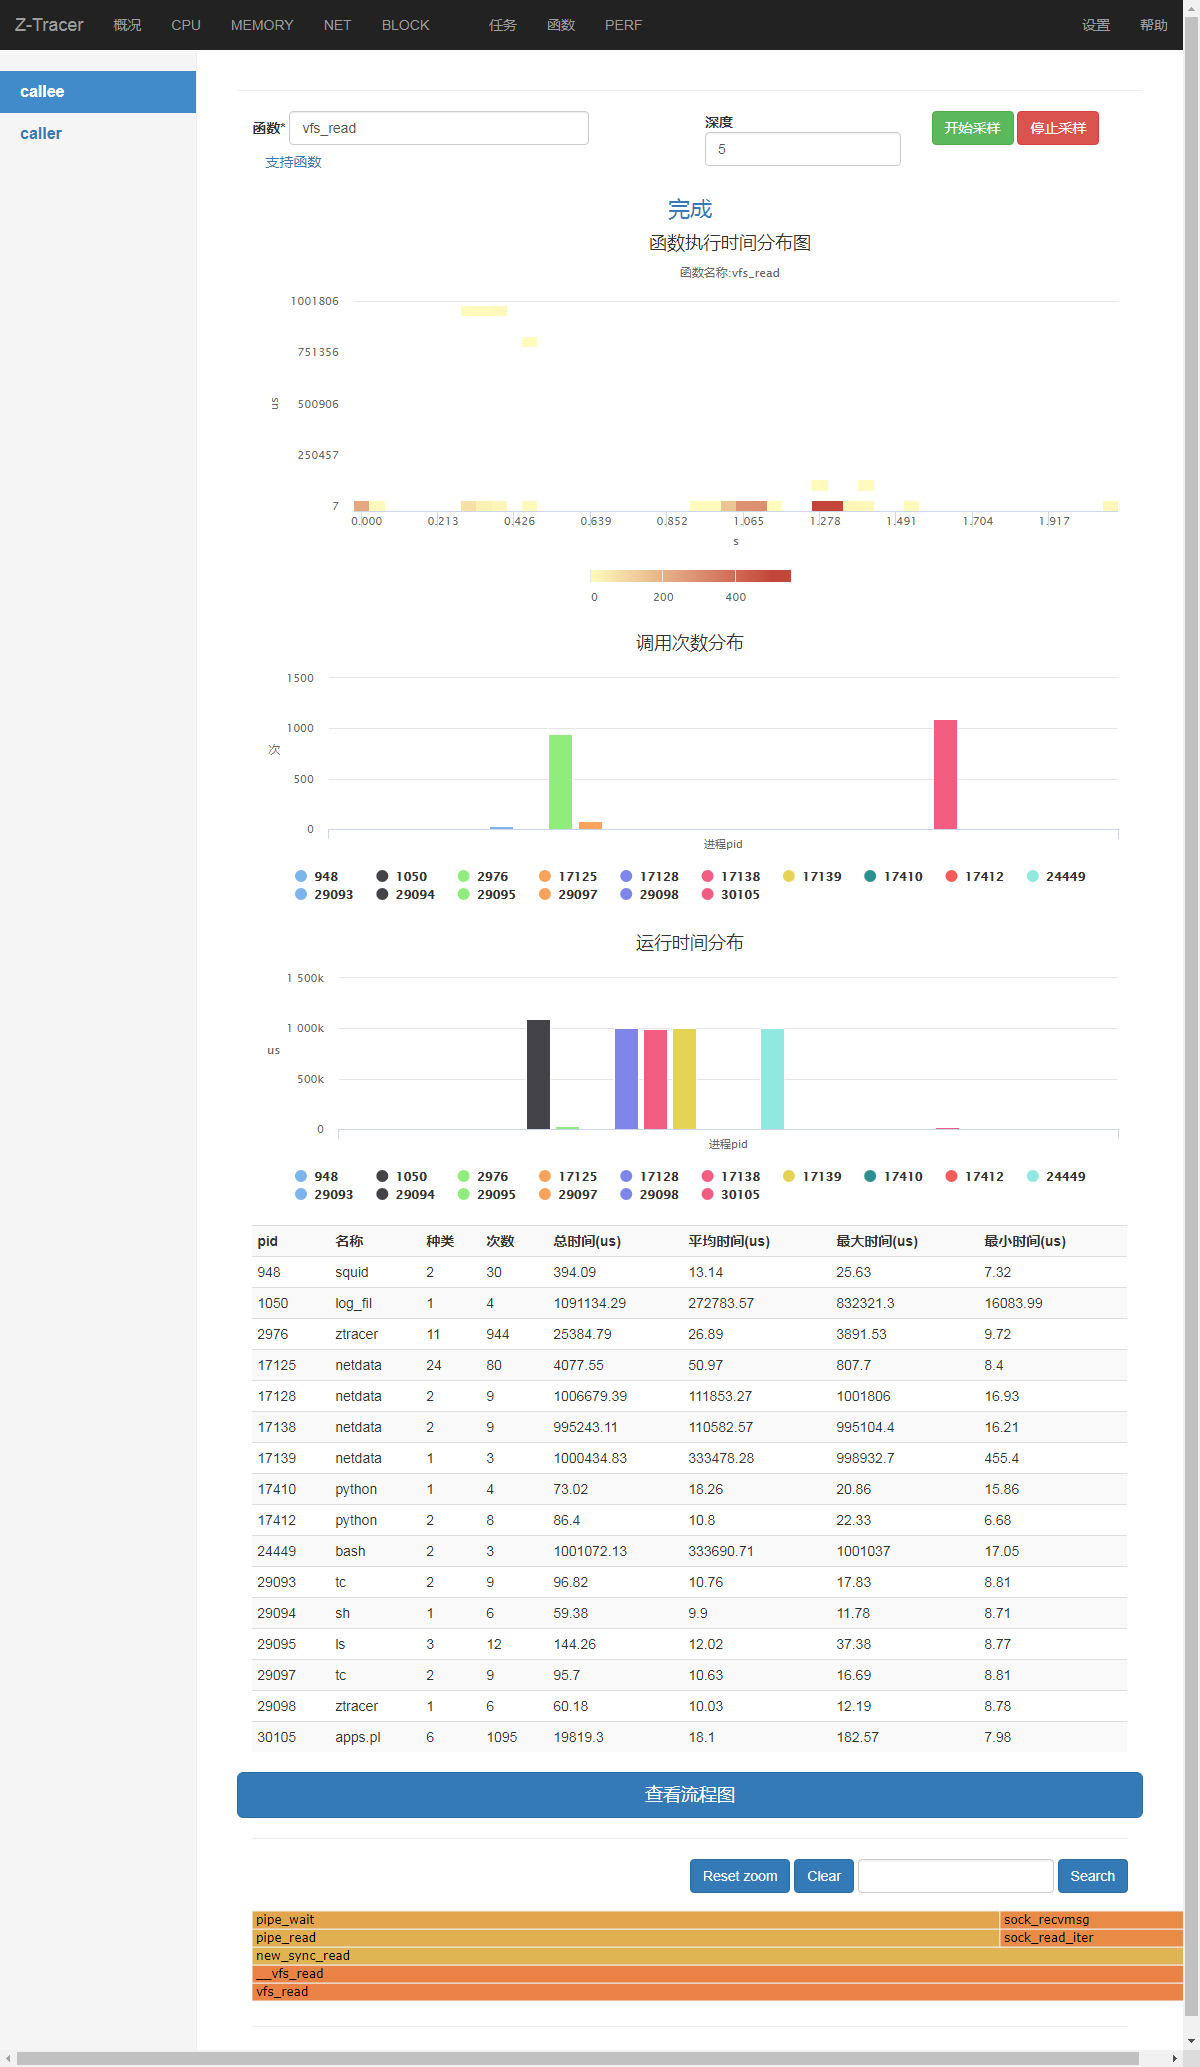 Z-Tracer 概况 CPU MEMORY NET BLOCK 任务 函数 PERF 设置 帮助
callee
caller
函数* vfs_read
支持函数
深度
5
开始采样 停止采样
完成
函数执行时间分布图
函数名称:vfs_read
1001806
751356
500906
250457
7
us
0.000 0.213 0.426 0.639 0.852 1.065 1.278 1.491 1.704 1.917
s
0 200 400
调用次数分布
1500
1000
500
0
次
进程pid
948 1050 2976 17125 17128 17138 17139 17410 17412 24449
29093 29094 29095 29097 29098 30105
运行时间分布
1 500k
1 000k
500k
0
us
进程pid
948 1050 2976 17125 17128 17138 17139 17410 17412 24449
29093 29094 29095 29097 29098 30105
pid 名称 种类 次数 总时间(us) 平均时间(us) 最大时间(us) 最小时间(us)
948 squid 2 30 394.09 13.14 25.63 7.32
1050 log_fil 1 4 1091134.29 272783.57 832321.3 16083.99
2976 ztracer 11 944 25384.79 26.89 3891.53 9.72
17125 netdata 24 80 4077.55 50.97 807.7 8.4
17128 netdata 2 9 1006679.39 111853.27 1001806 16.93
17138 netdata 2 9 995243.11 110582.57 995104.4 16.21
17139 netdata 1 3 1000434.83 333478.28 998932.7 455.4
17410 python 1 4 73.02 18.26 20.86 15.86
17412 python 2 8 86.4 10.8 22.33 6.68
24449 bash 2 3 1001072.13 333690.71 1001037 17.05
29093 tc 2 9 96.82 10.76 17.83 8.81
29094 sh 1 6 59.38 9.9 11.78 8.71
29095 ls 3 12 144.26 12.02 37.38 8.77
29097 tc 2 9 95.7 10.63 16.69 8.81
29098 ztracer 1 6 60.18 10.03 12.19 8.78
30105 apps.pl 6 1095 19819.3 18.1 182.57 7.98
查看流程图
Reset zoom Clear Search
pipe_wait sock_recvmsg
pipe_read sock_read_iter
new_sync_read
__vfs_read
vfs_read